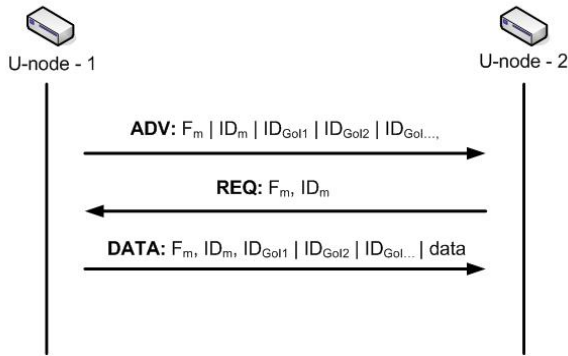 U-node - 1
U-node - 2
ADV: Fm | IDm | IDGoI1 | IDGoI2 | IDGoI...,
REQ: Fm, IDm
DATA: Fm, IDm, IDGoI1 | IDGoI2 | IDGoI... | data